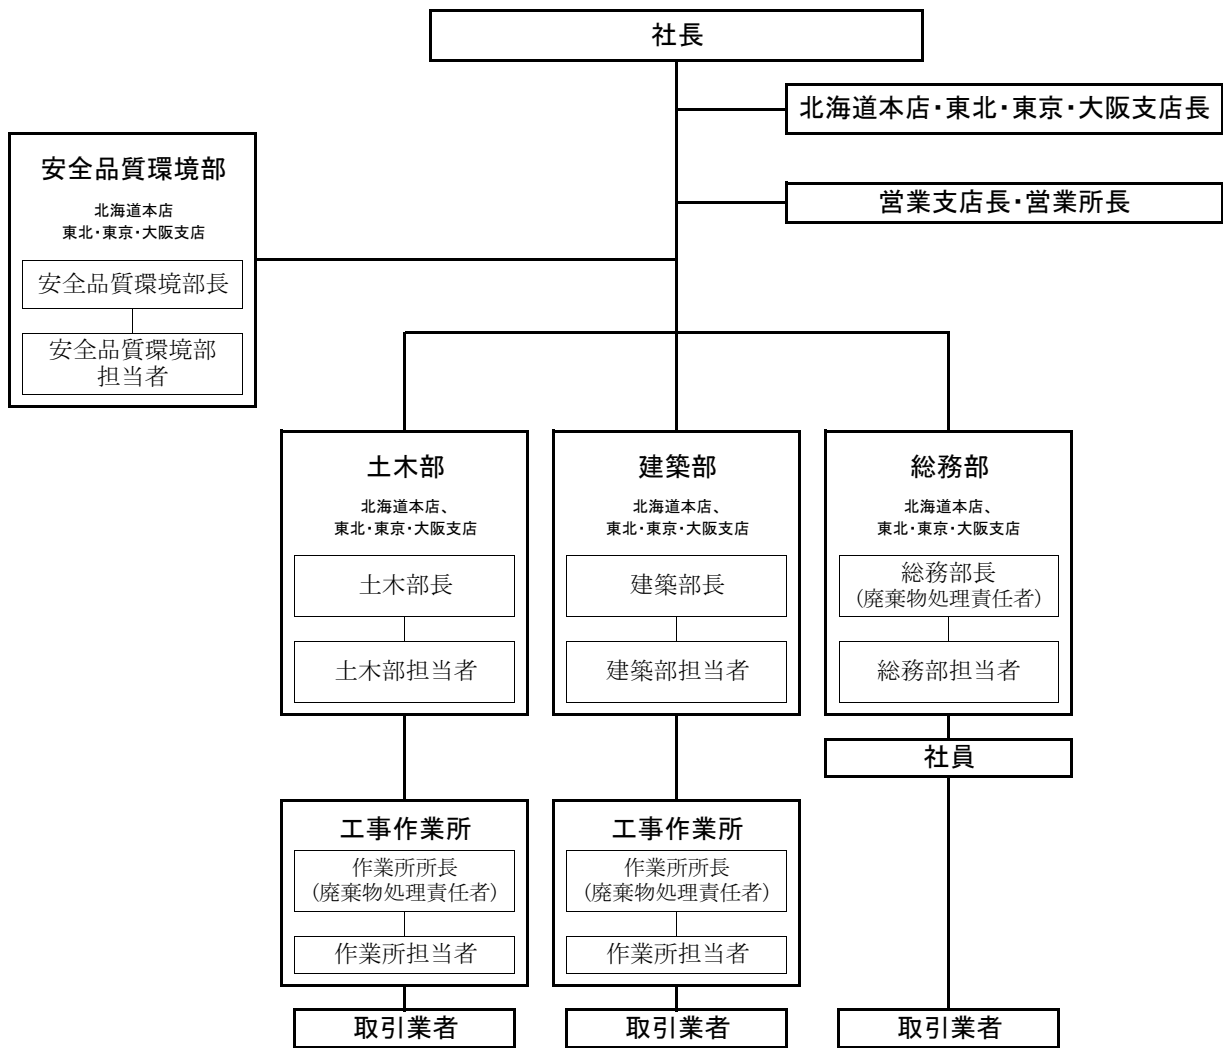 社長
北海道本店・東北・東京・大阪支店長
営業支店長・営業所長
安全品質環境部
北海道本店
東北・東京・大阪支店
安全品質環境部長
安全品質環境部
担当者
土木部
北海道本店、
東北・東京・大阪支店
土木部長
土木部担当者
建築部
北海道本店、
東北・東京・大阪支店
建築部長
建築部担当者
総務部
北海道本店、
東北・東京・大阪支店
総務部長
(廃棄物処理責任者)
総務部担当者
社員
工事作業所
作業所所長
(廃棄物処理責任者)
作業所担当者
工事作業所
作業所所長
(廃棄物処理責任者)
作業所担当者
取引業者
取引業者
取引業者